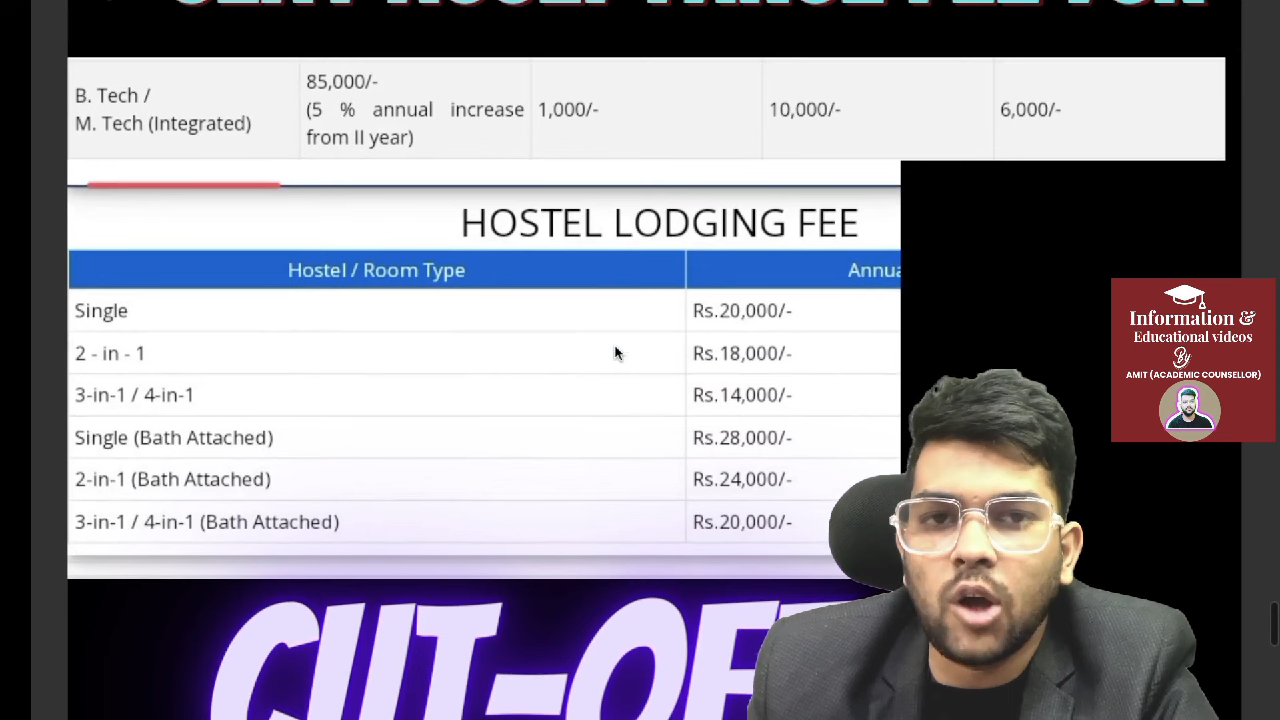 B. Tech /
M. Tech (Integrated)
85,000/-
(5 % annual increase
from II year)
1,000/-
10,000/-
6,000/-
HOSTEL LODGING FEE
Hostel / Room Type
Annua
Single
Rs.20,000/-
2 - in - 1
Rs.18,000/-
3-in-1 / 4-in-1
Rs.14,000/-
Single (Bath Attached)
Rs.28,000/-
2-in-1 (Bath Attached)
Rs.24,000/-
3-in-1 / 4-in-1 (Bath Attached)
Rs.20,000/-
Information &
Educational videos
By
AMIT (ACADEMIC COUNSELLOR)
CUT-OF